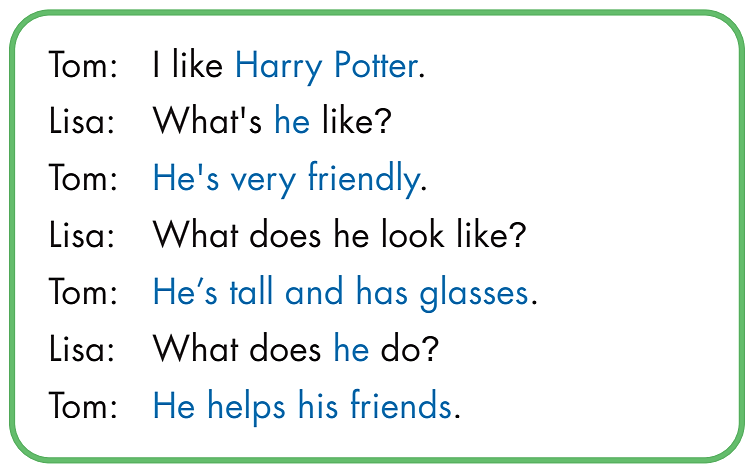 Tom: I like Harry Potter.
Lisa: What's he like?
Tom: He's very friendly.
Lisa: What does he look like?
Tom: He’s tall and has glasses.
Lisa: What does he do?
Tom: He helps his friends.